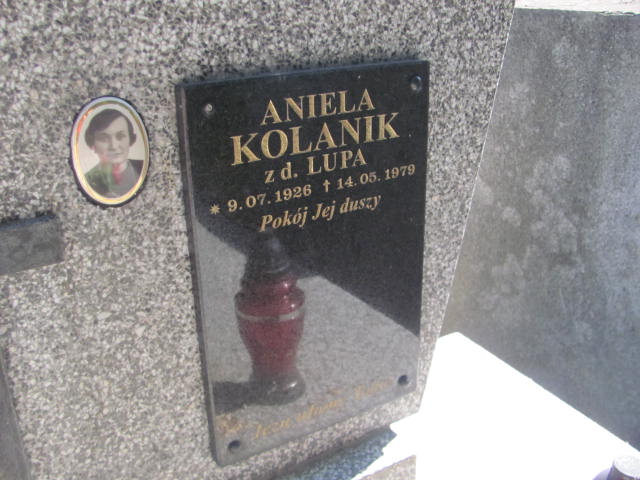 ANIELA
KOLANIK
z d. LUPA
* 9.07.1926 † 14.05.1979
Pokój Jej duszy